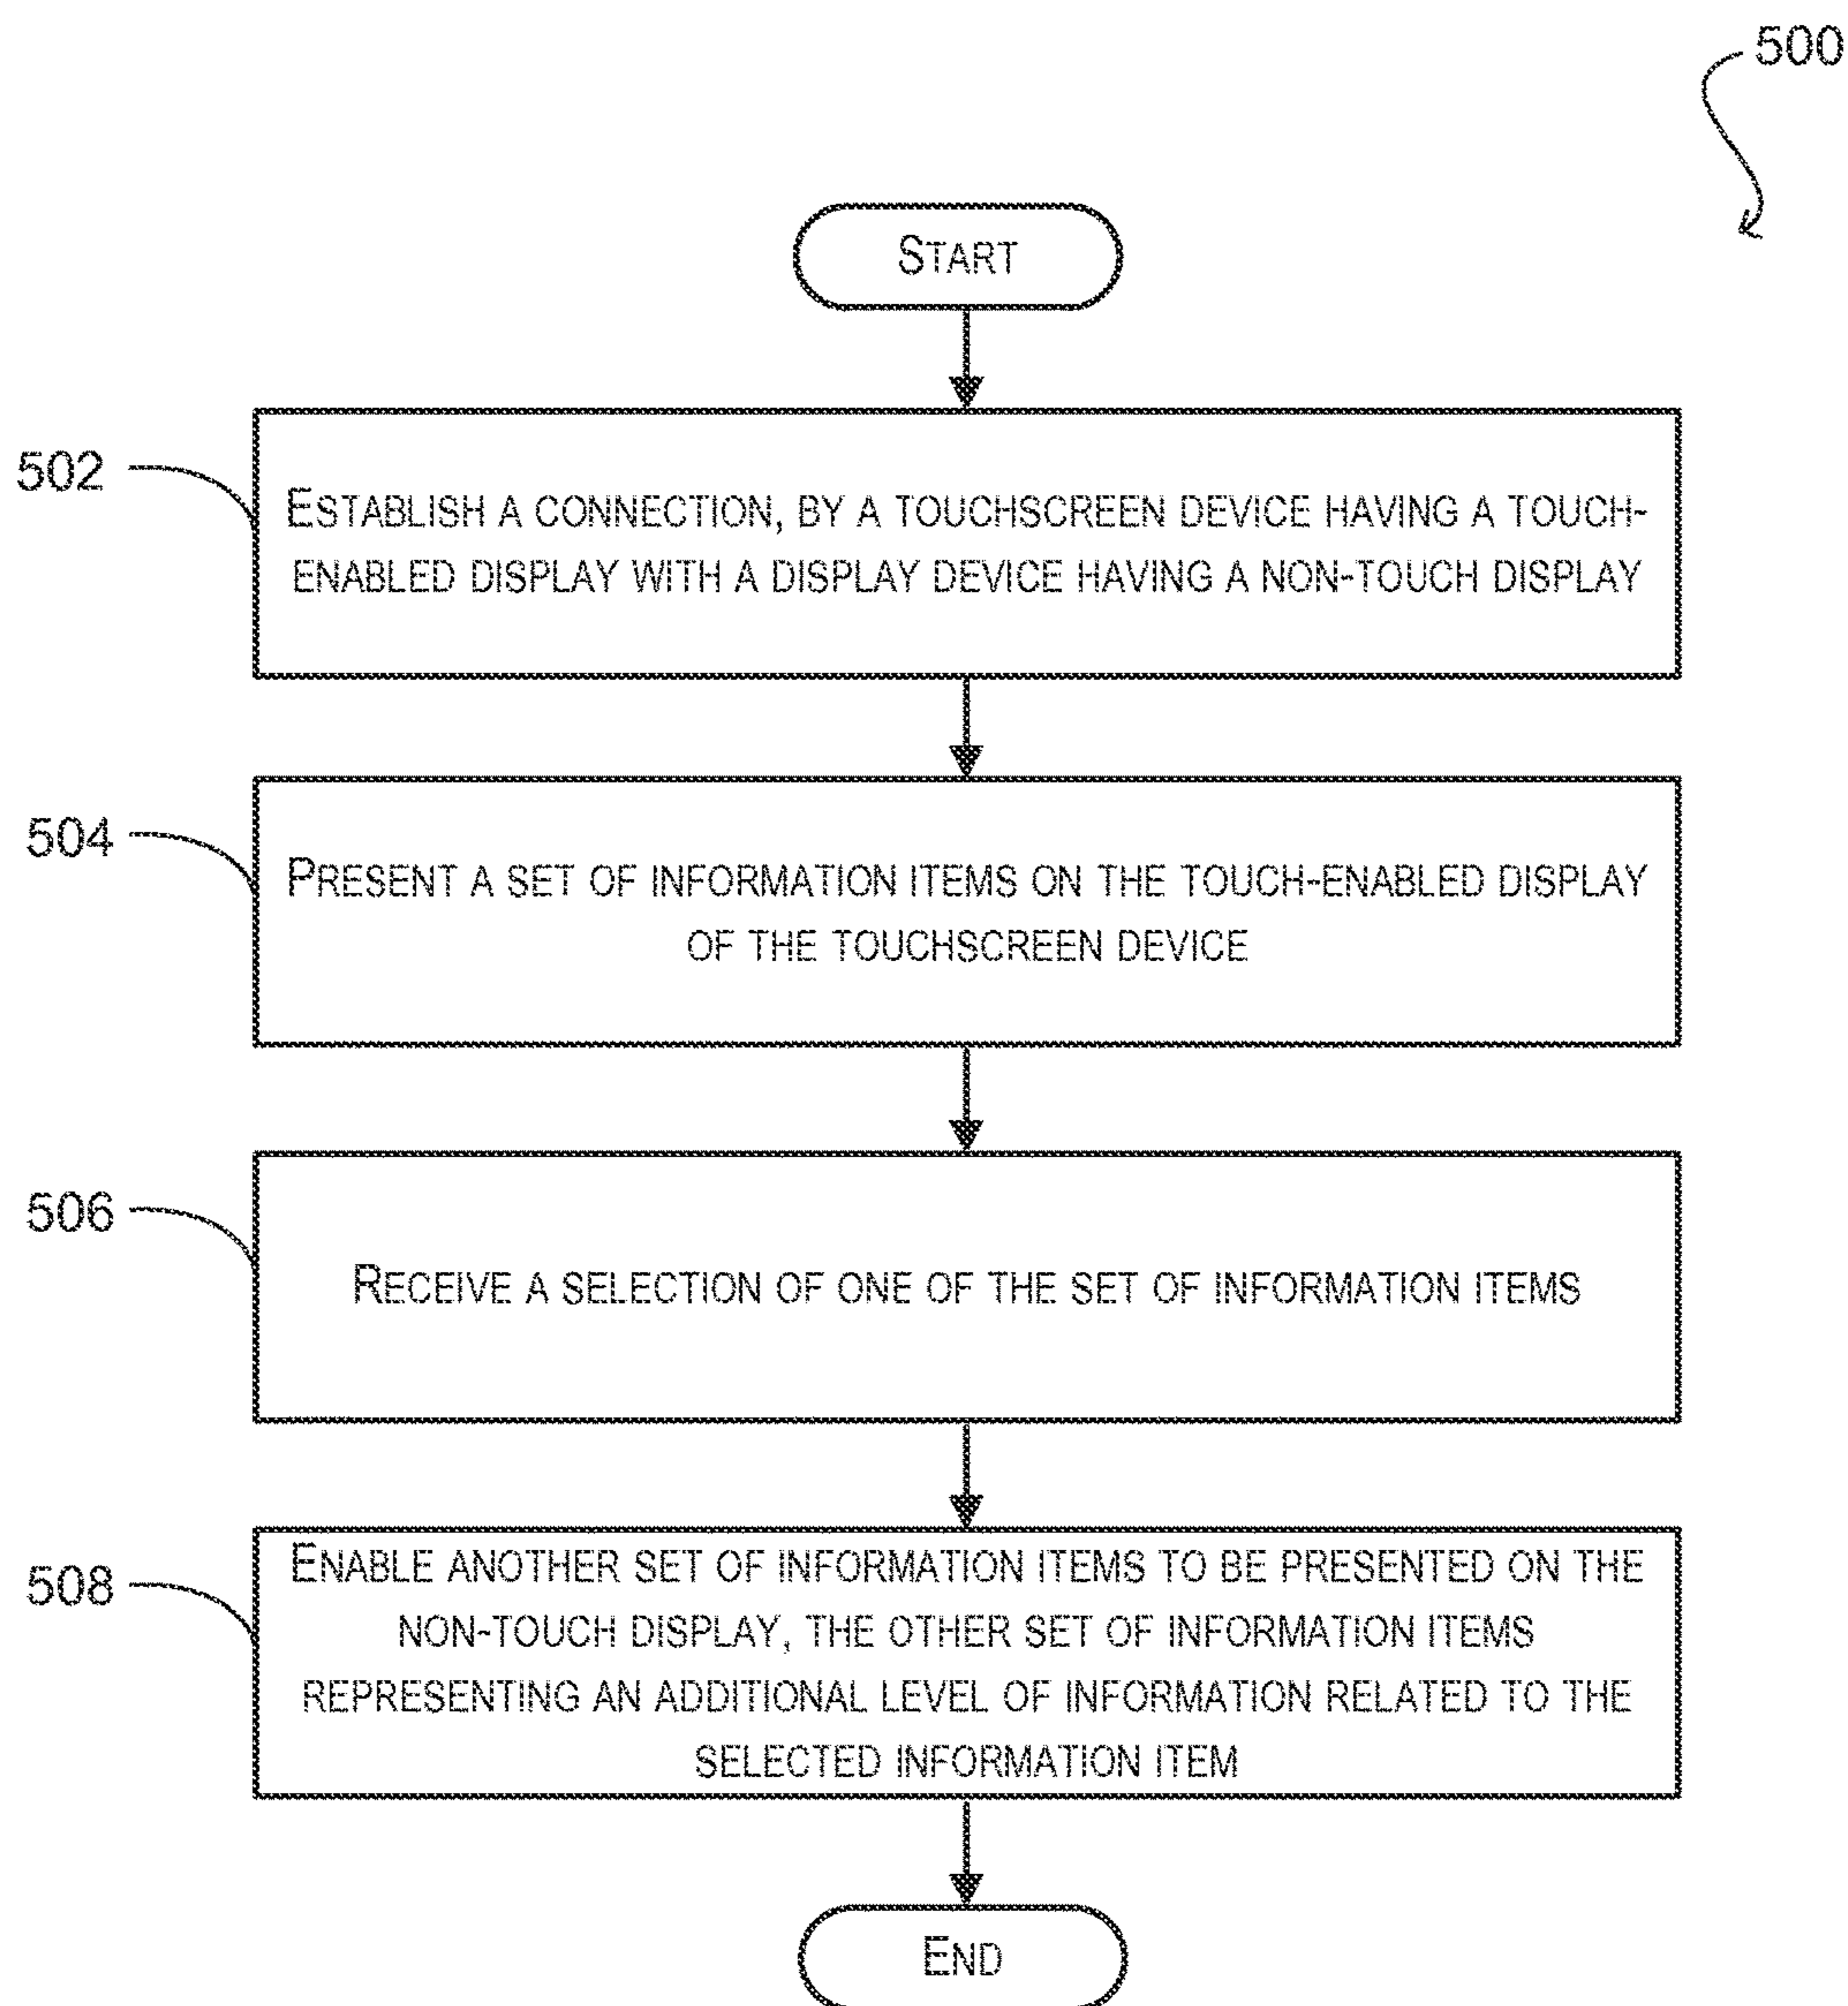 500
START
502
ESTABLISH A CONNECTION, BY A TOUCHSCREEN DEVICE HAVING A TOUCH-
ENABLED DISPLAY WITH A DISPLAY DEVICE HAVING A NON-TOUCH DISPLAY
504
PRESENT A SET OF INFORMATION ITEMS ON THE TOUCH-ENABLED DISPLAY
OF THE TOUCHSCREEN DEVICE
506
RECEIVE A SELECTION OF ONE OF THE SET OF INFORMATION ITEMS
508
ENABLE ANOTHER SET OF INFORMATION ITEMS TO BE PRESENTED ON THE
NON-TOUCH DISPLAY, THE OTHER SET OF INFORMATION ITEMS
REPRESENTING AN ADDITIONAL LEVEL OF INFORMATION RELATED TO THE
SELECTED INFORMATION ITEM
END